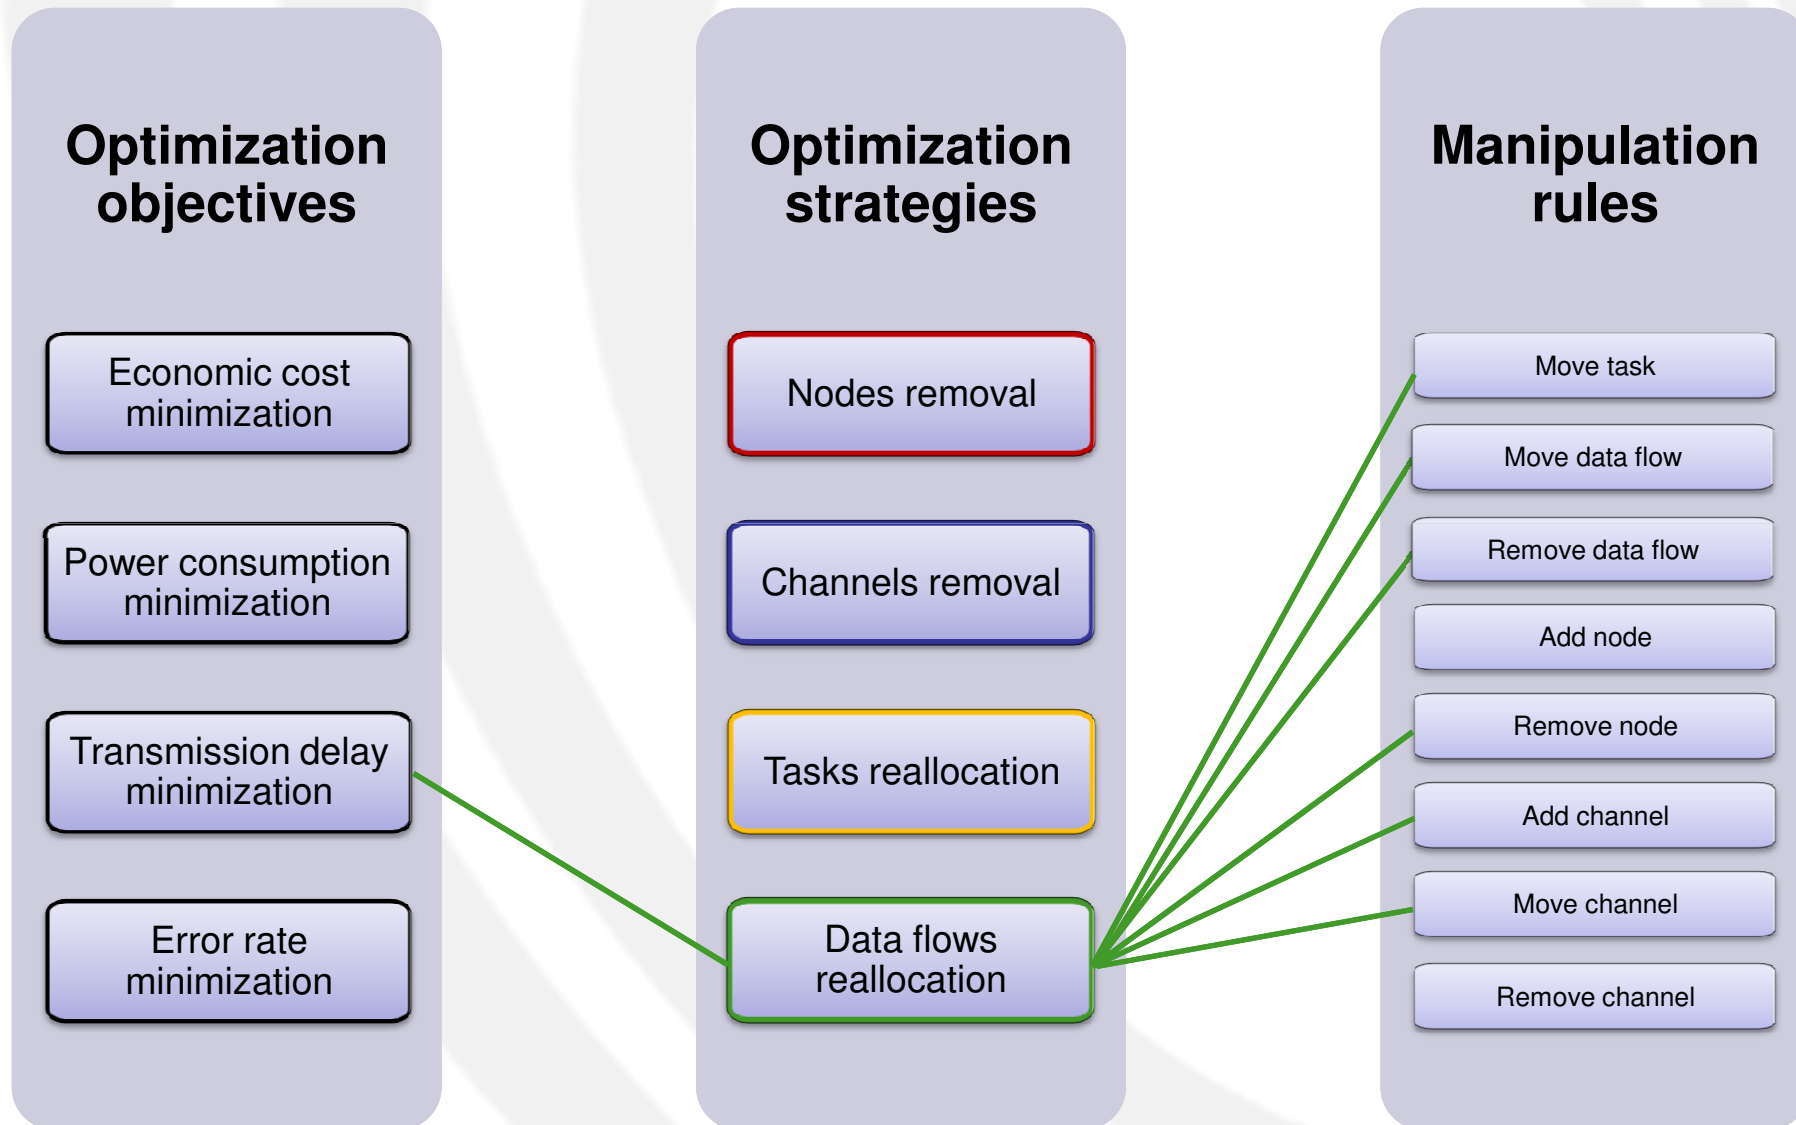 Optimization
objectives
Economic cost
minimization
Power consumption
minimization
Transmission delay
minimization
Error rate
minimization
Optimization
strategies
Nodes removal
Channels removal
Tasks reallocation
Data flows
reallocation
Manipulation
rules
Move task
Move data flow
Remove data flow
Add node
Remove node
Add channel
Move channel
Remove channel